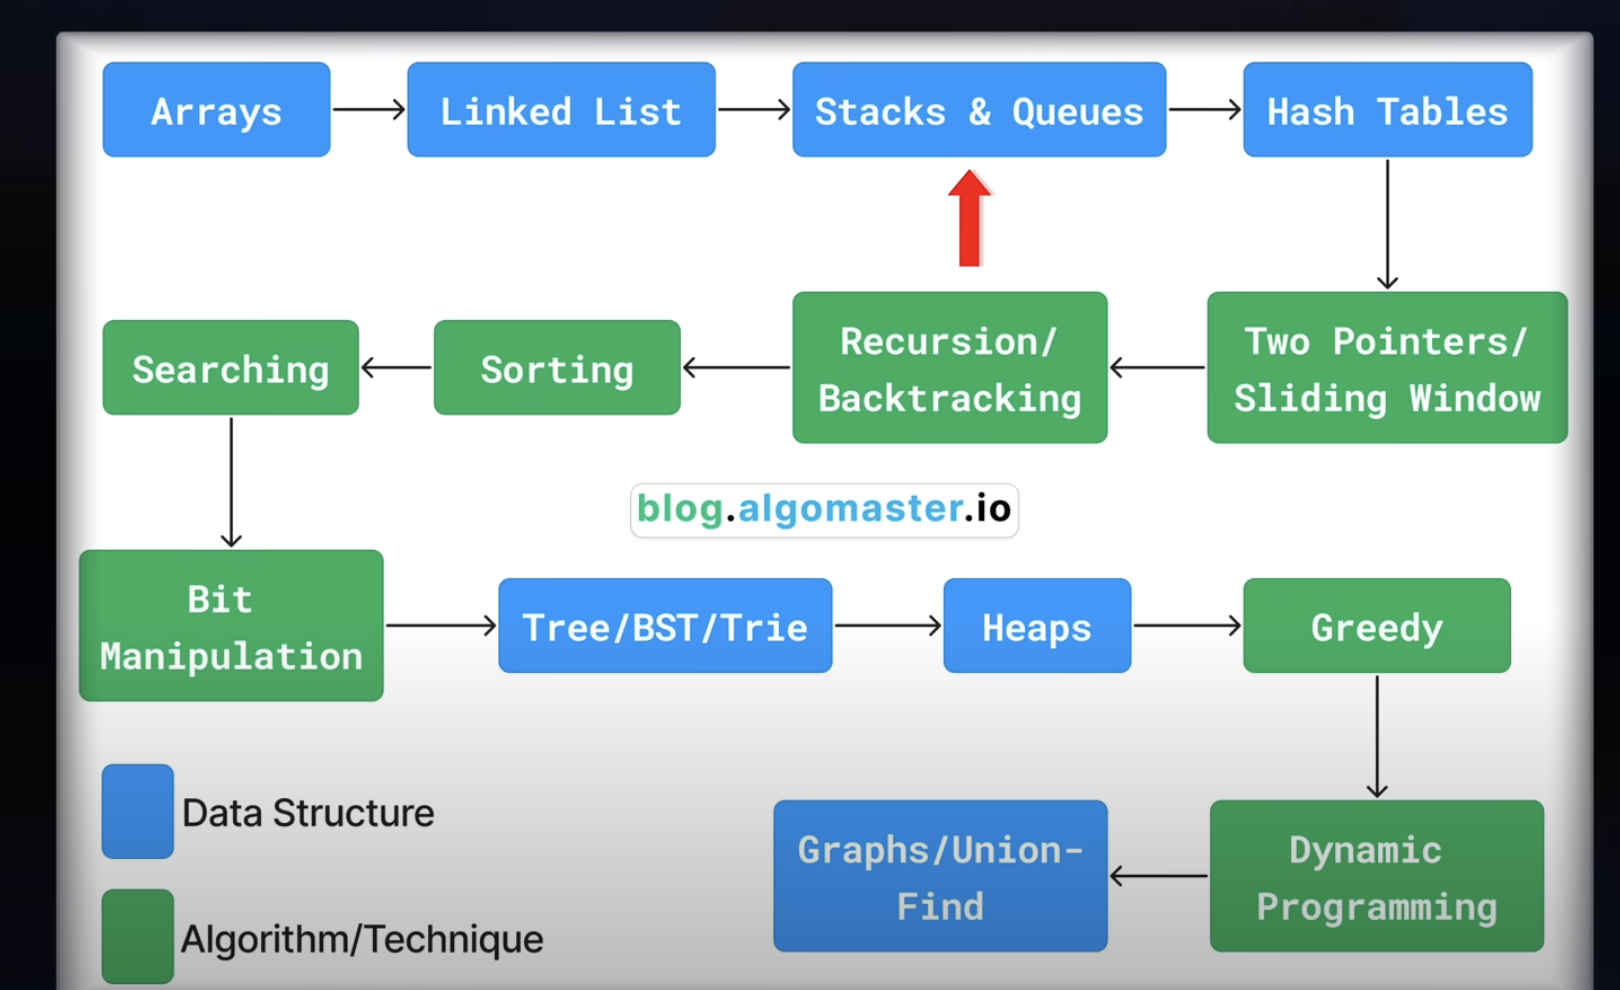 Arrays
Linked List
Stacks & Queues
Hash Tables
Searching
Sorting
Recursion/
Backtracking
Two Pointers/
Sliding Window
blog.algomaster.io
Bit
Manipulation
Tree/BST/Trie
Heaps
Greedy
Data Structure
Algorithm/Technique
Graphs/Union-
Find
Dynamic
Programming